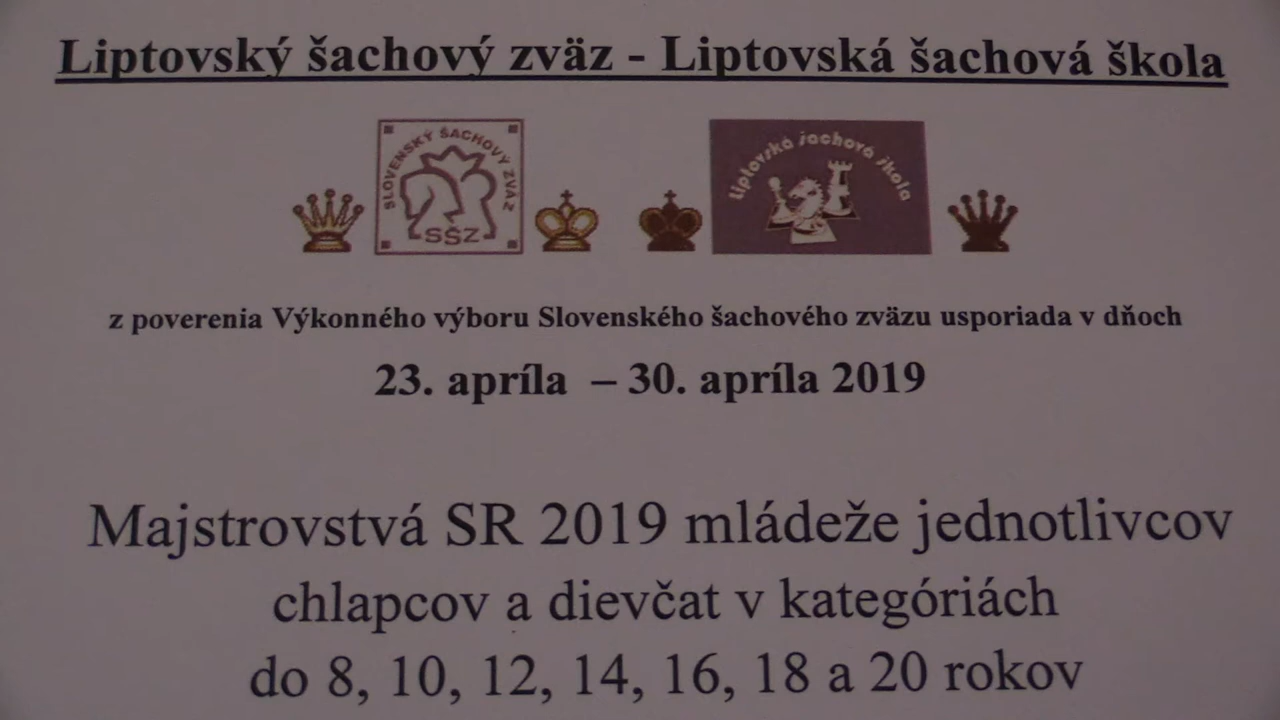 Liptovský šachový zväz - Liptovská šachová škola
SLOVENSKÝ ŠACHOVÝ ZVÄZ
SŠZ
Liptovská šachová škola
z poverenia Výkonného výboru Slovenského šachového zväzu usporiada v dňoch
23. apríla – 30. apríla 2019
Majstrovstvá SR 2019 mládeže jednotlivcov
chlapcov a dievčat v kategóriách
do 8, 10, 12, 14, 16, 18 a 20 rokov